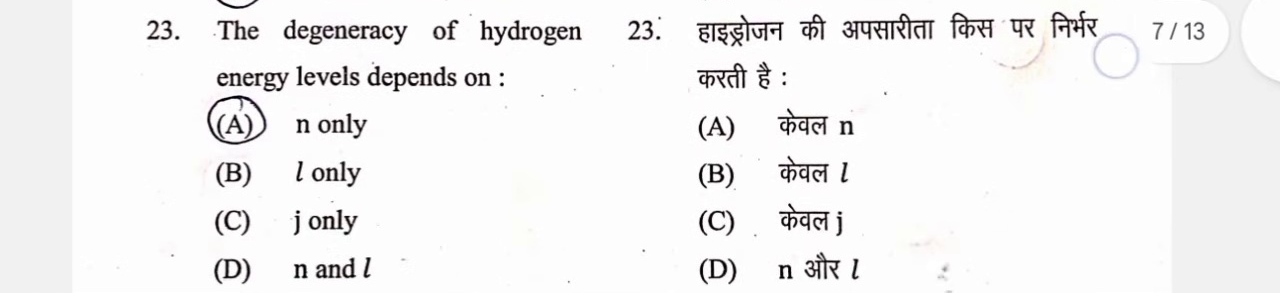 23. The degeneracy of hydrogen
energy levels depends on :
(A) n only
(B) l only
(C) j only
(D) n and l
23. हाइड्रोजन की अपसारीता किस पर निर्भर
करती है :
(A) केवल n
(B) केवल l
(C) केवल j
(D) n और l
7 / 13